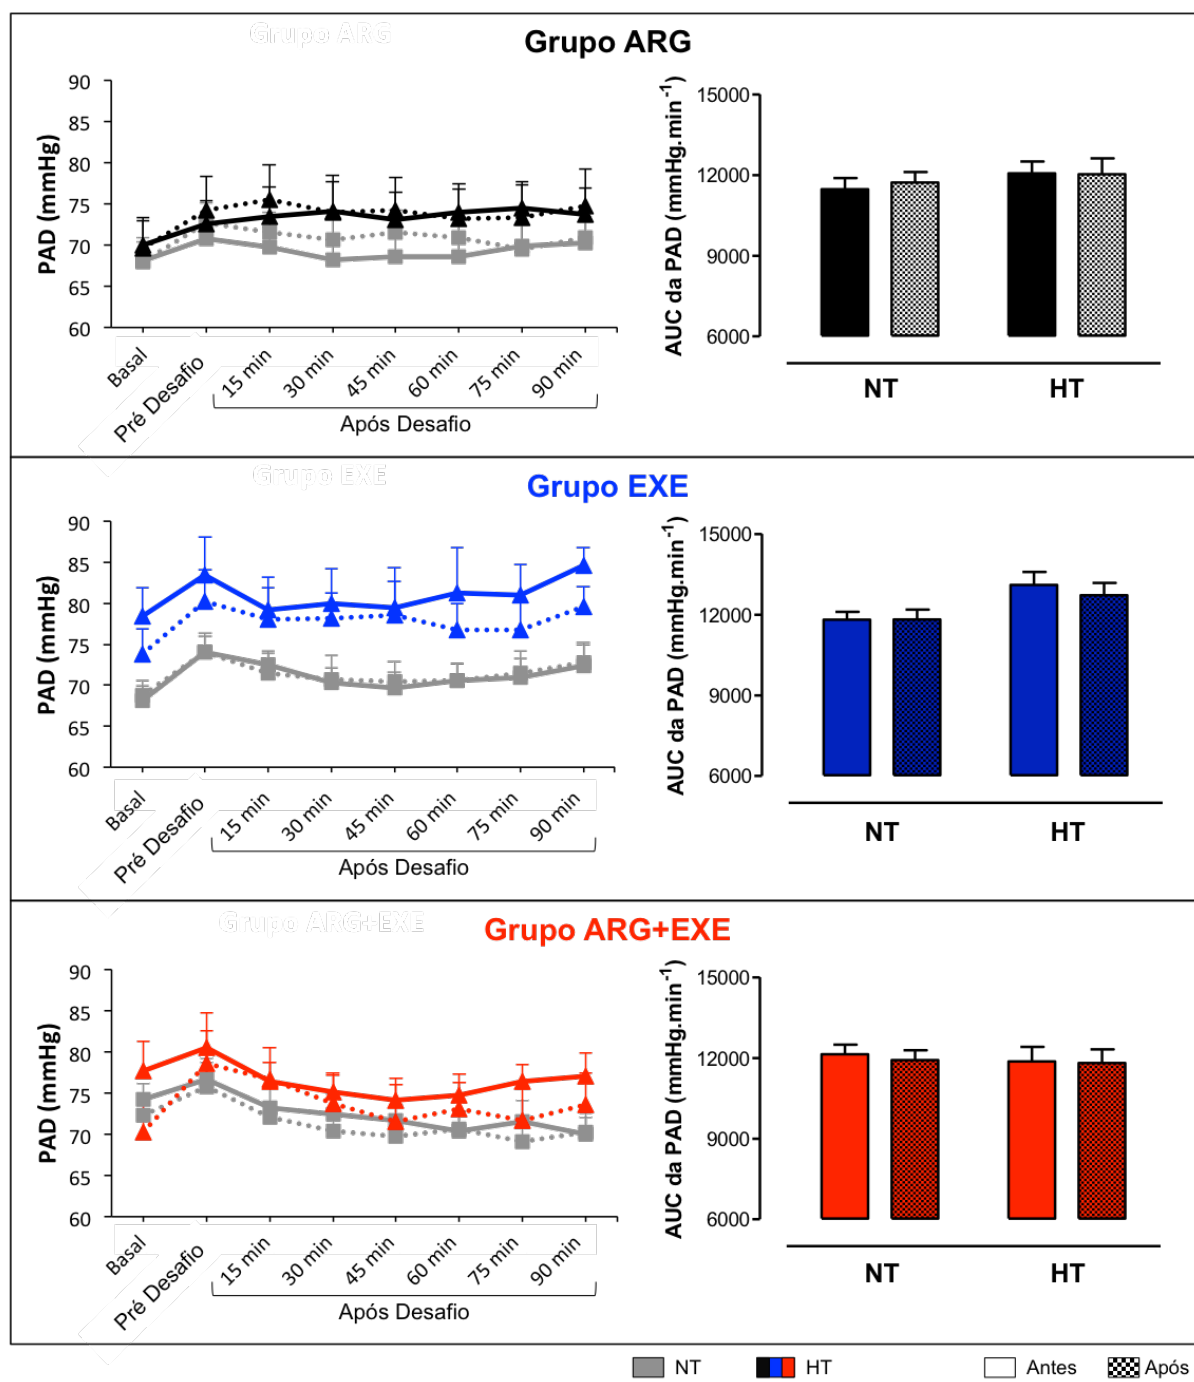 Grupo ARG
Grupo ARG
PAD (mmHg)
90
85
80
75
70
65
60
Basal
Pré Desafio
15 min
30 min
45 min
60 min
75 min
90 min
Após Desafio
AUC da PAD (mmHg.min⁻¹)
15000
12000
9000
6000
NT
HT
Grupo EXE
Grupo EXE
PAD (mmHg)
90
85
80
75
70
65
60
Basal
Pré Desafio
15 min
30 min
45 min
60 min
75 min
90 min
Após Desafio
AUC da PAD (mmHg.min⁻¹)
15000
12000
9000
6000
NT
HT
Grupo ARG+EXE
Grupo ARG+EXE
PAD (mmHg)
90
85
80
75
70
65
60
Basal
Pré Desafio
15 min
30 min
45 min
60 min
75 min
90 min
Após Desafio
AUC da PAD (mmHg.min⁻¹)
15000
12000
9000
6000
NT
HT
NT
HT
Antes
Após